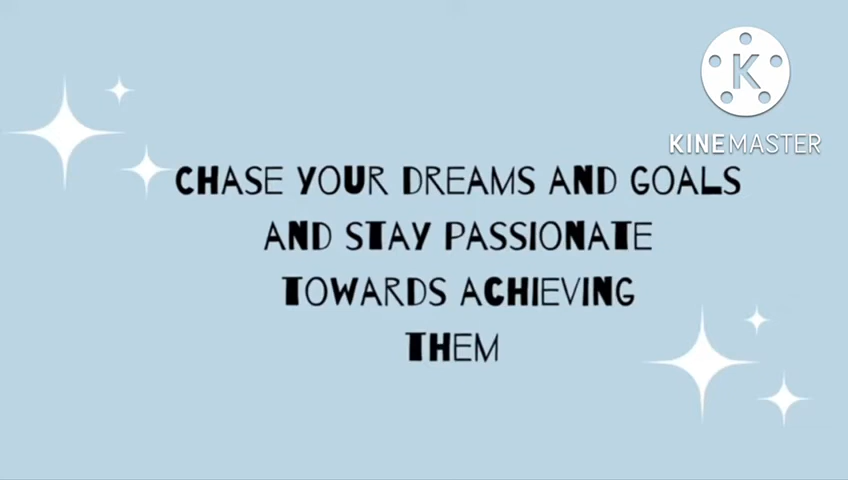 K
KINEMASTER
CHASE YOUR DREAMS AND GOALS
AND STAY PASSIONATE
TOWARDS ACHIEVING
THEM